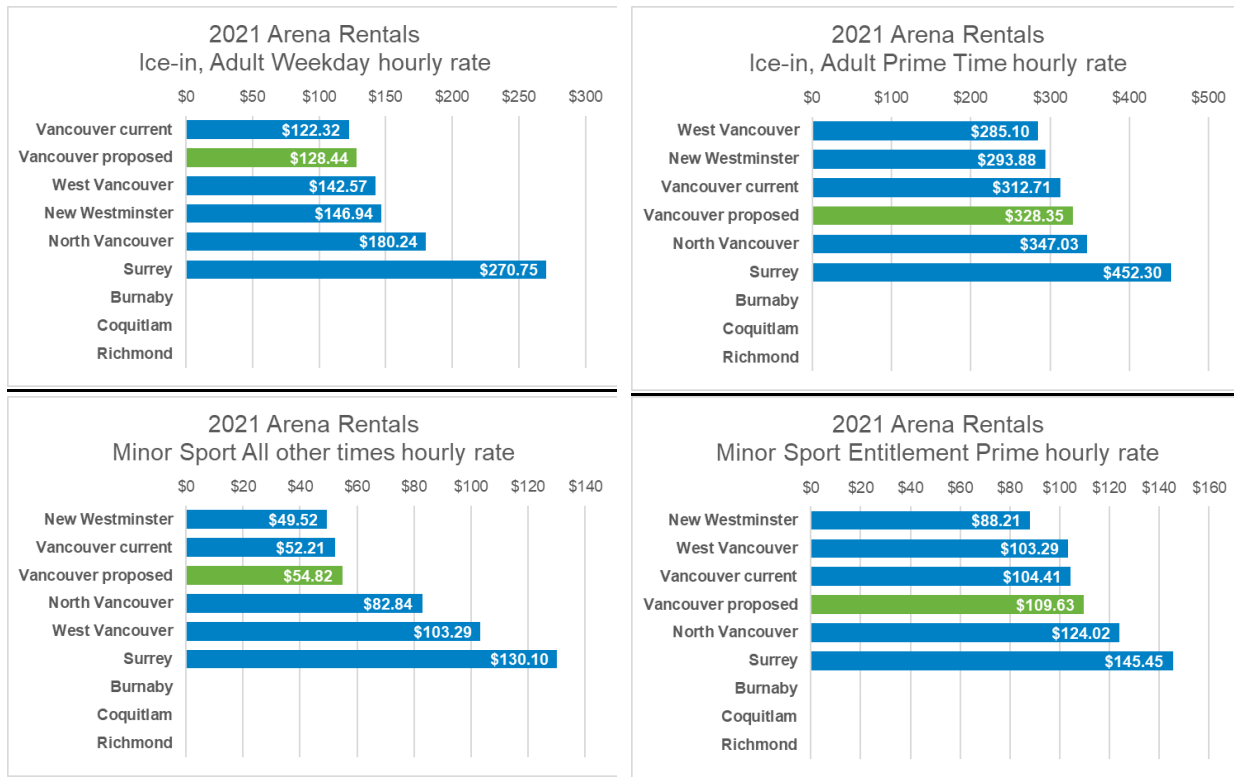 2021 Arena Rentals
Ice-in, Adult Weekday hourly rate
$0 $50 $100 $150 $200 $250 $300
Vancouver current $122.32
Vancouver proposed $128.44
West Vancouver $142.57
New Westminster $146.94
North Vancouver $180.24
Surrey $270.75
Burnaby
Coquitlam
Richmond
2021 Arena Rentals
Ice-in, Adult Prime Time hourly rate
$0 $100 $200 $300 $400 $500
West Vancouver $285.10
New Westminster $293.88
Vancouver current $312.71
Vancouver proposed $328.35
North Vancouver $347.03
Surrey $452.30
Burnaby
Coquitlam
Richmond
2021 Arena Rentals
Minor Sport All other times hourly rate
$0 $20 $40 $60 $80 $100 $120 $140
New Westminster $49.52
Vancouver current $52.21
Vancouver proposed $54.82
North Vancouver $82.84
West Vancouver $103.29
Surrey $130.10
Burnaby
Coquitlam
Richmond
2021 Arena Rentals
Minor Sport Entitlement Prime hourly rate
$0 $20 $40 $60 $80 $100 $120 $140 $160
New Westminster $88.21
West Vancouver $103.29
Vancouver current $104.41
Vancouver proposed $109.63
North Vancouver $124.02
Surrey $145.45
Burnaby
Coquitlam
Richmond